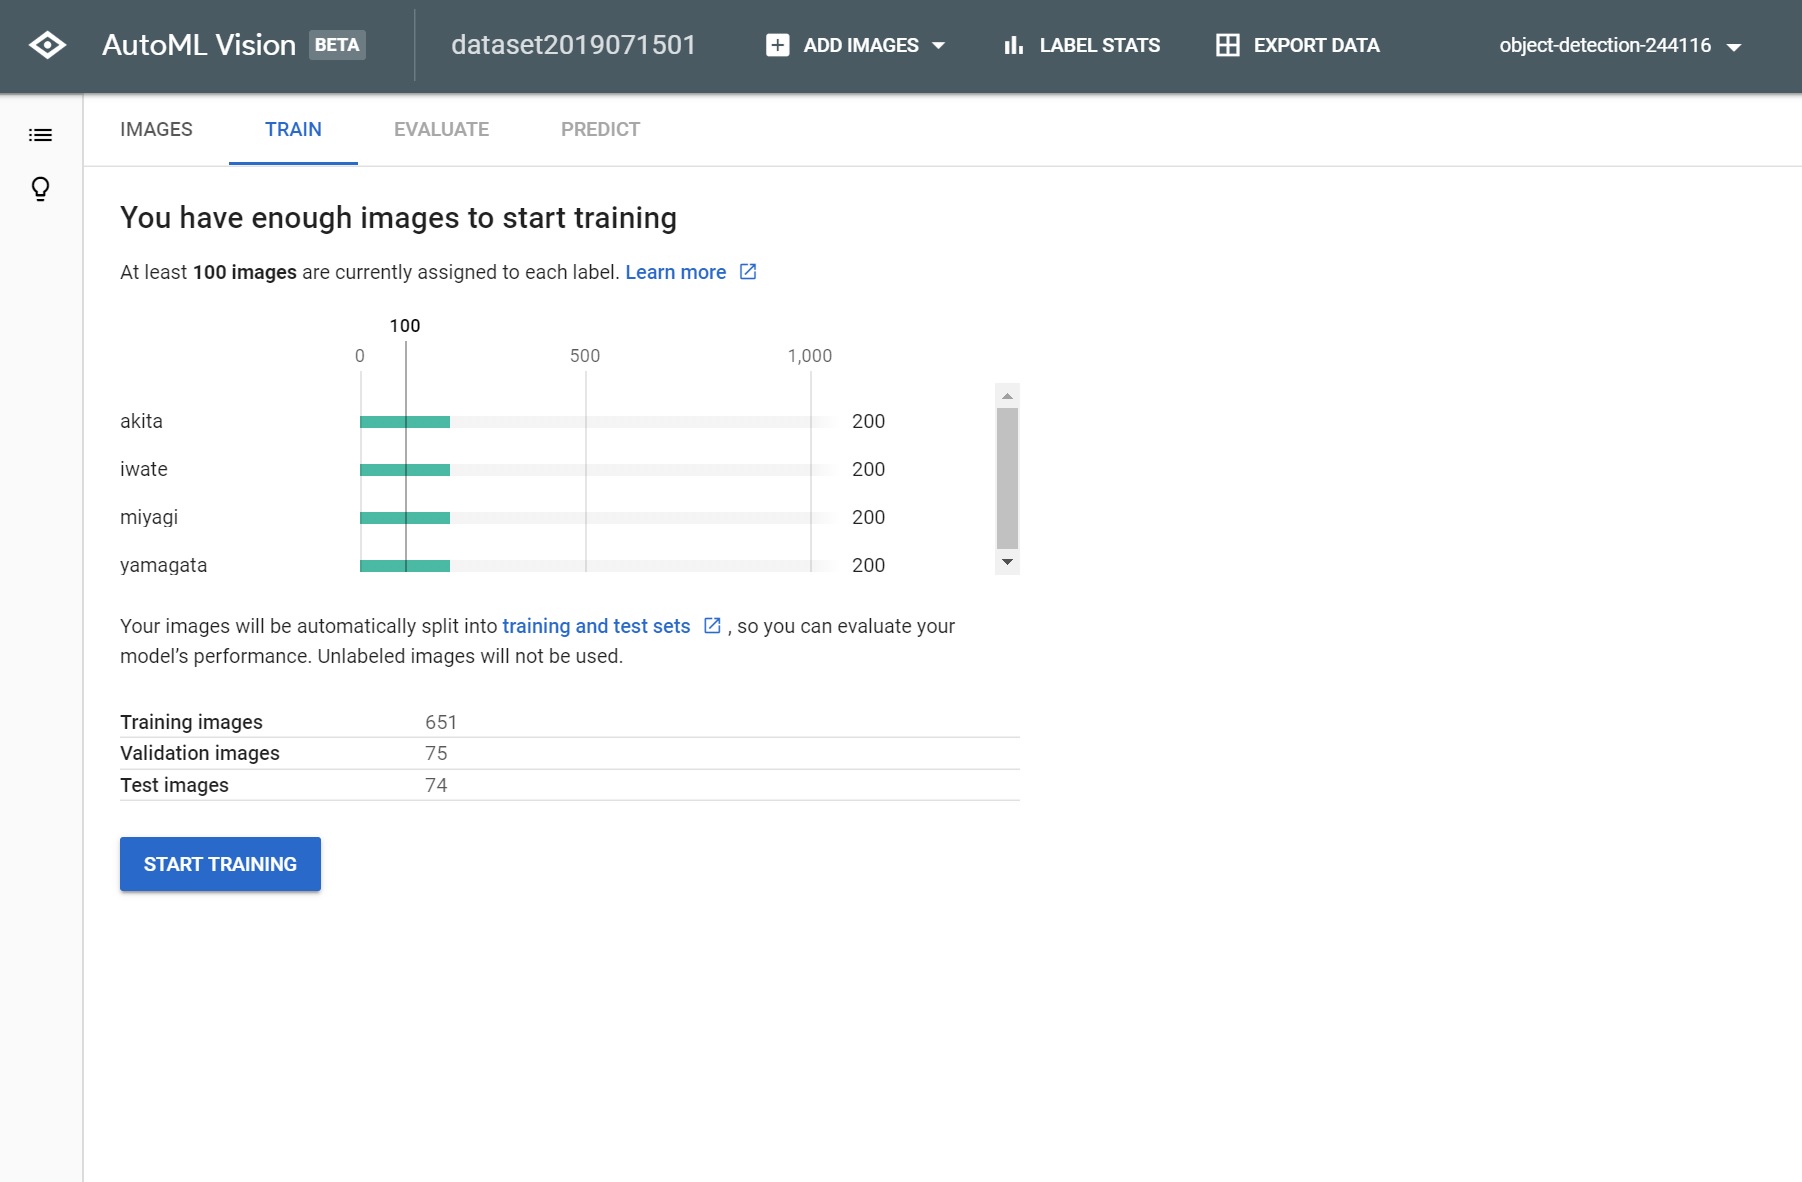 AutoML Vision BETA dataset2019071501 ADD IMAGES LABEL STATS EXPORT DATA object-detection-244116
IMAGES TRAIN EVALUATE PREDICT
You have enough images to start training
At least 100 images are currently assigned to each label. Learn more
100
0 500 1,000
akita 200
iwate 200
miyagi 200
yamagata 200
Your images will be automatically split into training and test sets , so you can evaluate your
model’s performance. Unlabeled images will not be used.
Training images 651
Validation images 75
Test images 74
START TRAINING